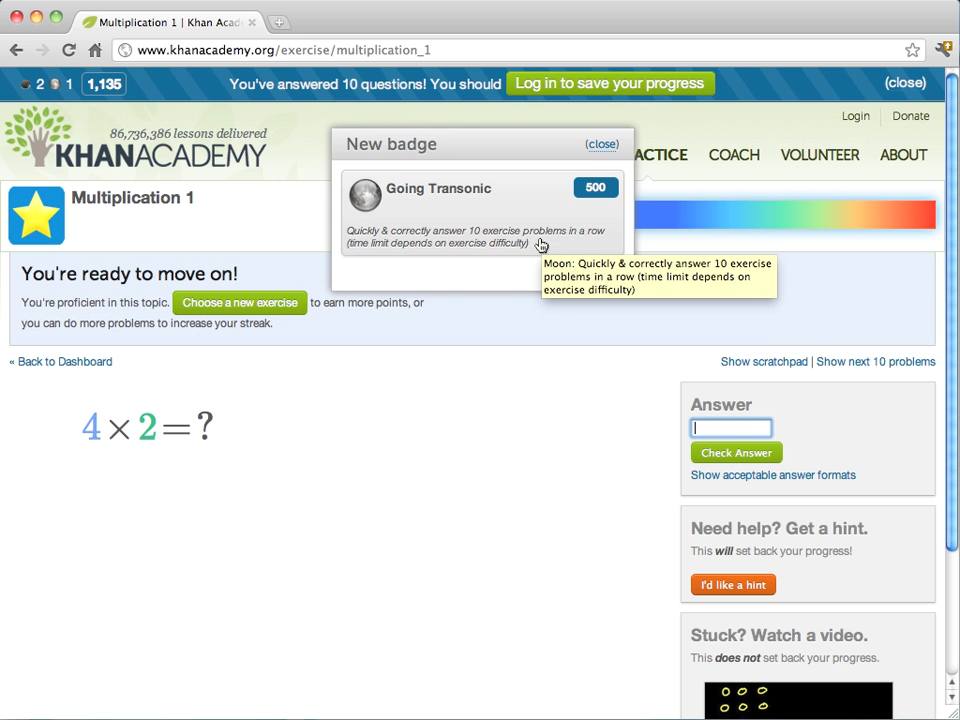 Multiplication 1 | Khan Acad
www.khanacademy.org/exercise/multiplication_1
2 1 1,135 You've answered 10 questions! You should Log in to save your progress (close)
Login Donate
86,736,386 lessons delivered
KHANACADEMY
ACTICE COACH VOLUNTEER ABOUT
New badge (close)
Going Transonic 500
Quickly & correctly answer 10 exercise problems in a row
(time limit depends on exercise difficulty)
Moon: Quickly & correctly answer 10 exercise
problems in a row (time limit depends on
exercise difficulty)
Multiplication 1
You're ready to move on!
You're proficient in this topic. Choose a new exercise to earn more points, or
you can do more problems to increase your streak.
« Back to Dashboard
Show scratchpad | Show next 10 problems
4 × 2 = ?
Answer
Check Answer
Show acceptable answer formats
Need help? Get a hint.
This will set back your progress!
I'd like a hint
Stuck? Watch a video.
This does not set back your progress.